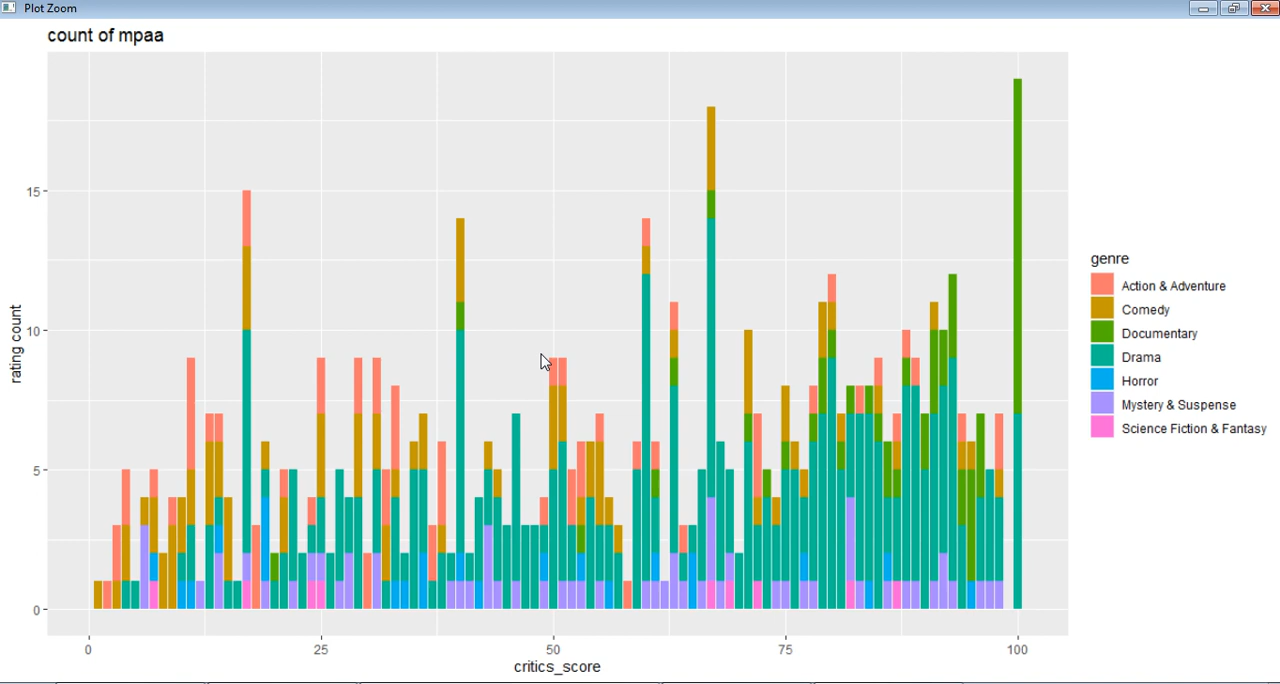 Plot Zoom
count of mpaa
15
10
5
0
rating count
0 25 50 75 100
critics_score
genre
Action & Adventure
Comedy
Documentary
Drama
Horror
Mystery & Suspense
Science Fiction & Fantasy